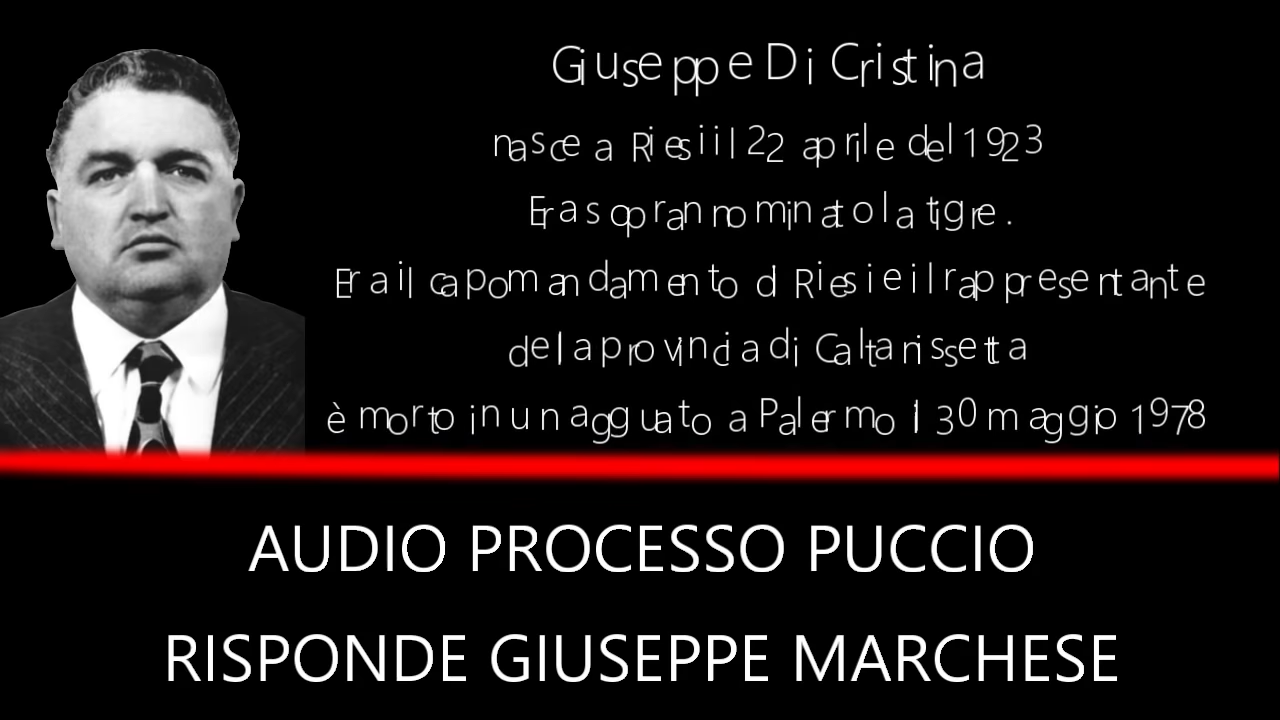 Giuseppe Di Cristina
nasce a Riesi il 22 aprile del 1923
Era soprannominato la tigre.
Era il capomandamento di Riesi e il rappresentante
della provincia di Caltanissetta
è morto in un agguato a Palermo il 30 maggio 1978
AUDIO PROCESSO PUCCIO
RISPONDE GIUSEPPE MARCHESE